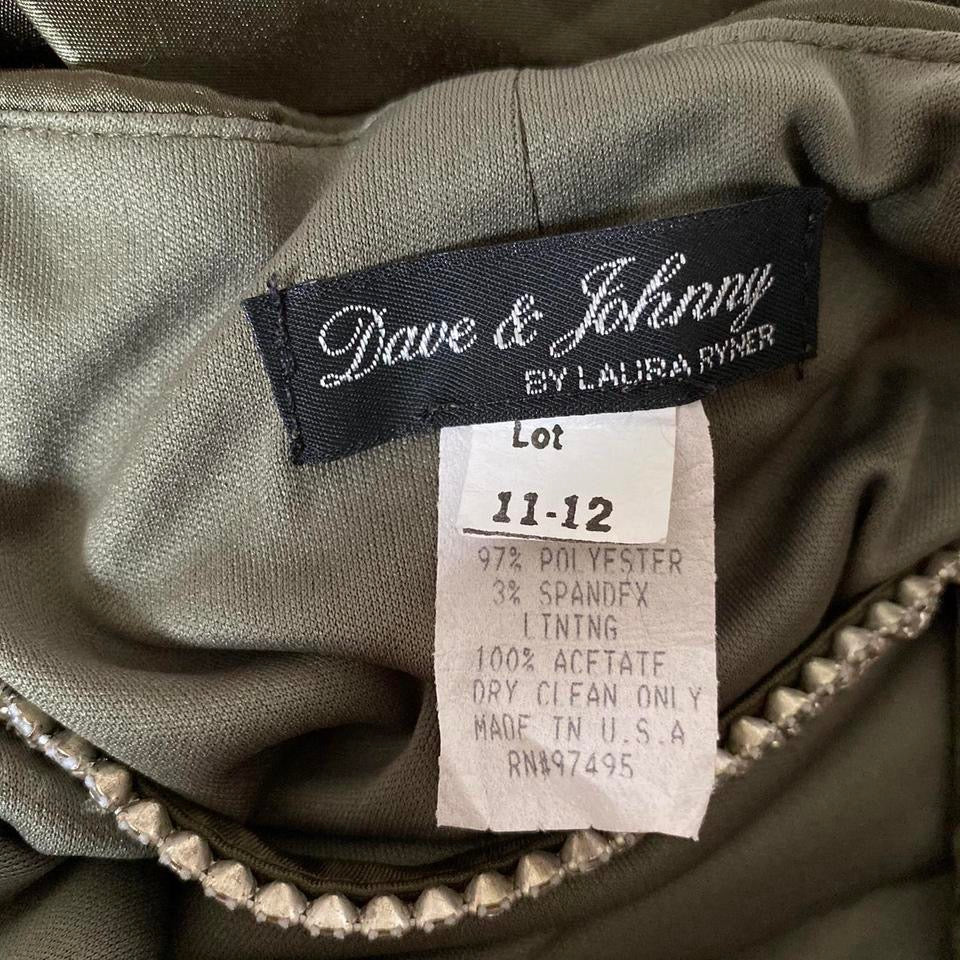 Dave & Johnny
BY LAURA RYNER
Lot
11-12
97% POLYESTER
3% SPANDEX
LINING
100% ACETATE
DRY CLEAN ONLY
MADE IN U.S.A
RN#97495